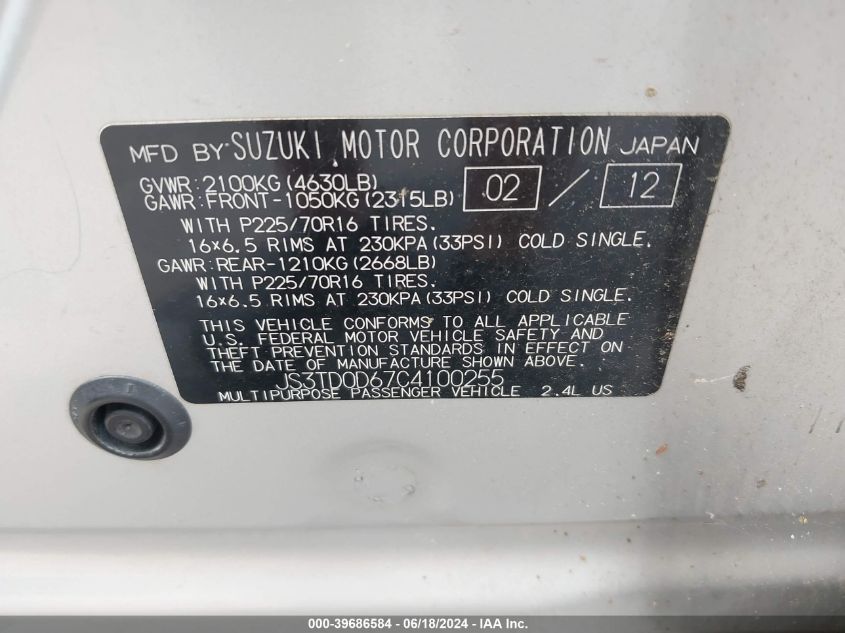 MFD BY SUZUKI MOTOR CORPORATION JAPAN
GVWR: 2100KG (4630LB)
GAWR: FRONT-1050KG (2315LB) 02 / 12
WITH P225/70R16 TIRES.
16×6.5 RIMS AT 230KPA (33PSI) COLD SINGLE.
GAWR: REAR-1210KG (2668LB)
WITH P225/70R16 TIRES.
16×6.5 RIMS AT 230KPA (33PSI) COLD SINGLE.
THIS VEHICLE CONFORMS TO ALL APPLICABLE
U.S. FEDERAL MOTOR VEHICLE SAFETY AND
THEFT PREVENTION STANDARDS IN EFFECT ON
THE DATE OF MANUFACTURE SHOWN ABOVE.
JS3TD0D67C4100255
MULTIPURPOSE PASSENGER VEHICLE 2.4L US
000-39686584 / 06/18/2024 - IAA Inc.